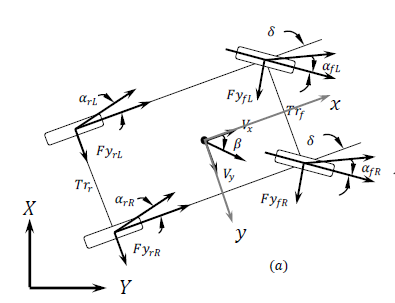 δ
α_rL
α_fL
Fy_fL
Tr_f
x
V_x
β
δ
Fy_rL
Tr_r
α_rR
V_y
α_fR
Fy_fR
X
y
Fy_rR
Y
(a)